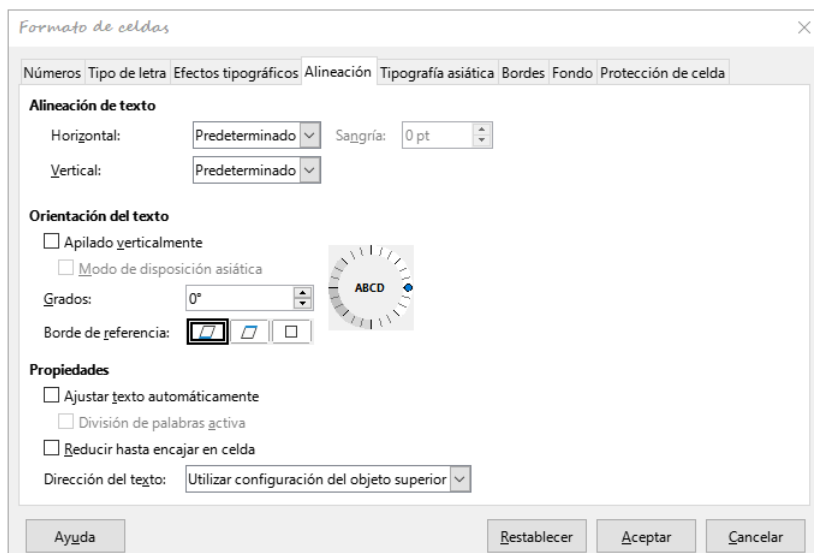 Formato de celdas
Números Tipo de letra Efectos tipográficos Alineación Tipografía asiática Bordes Fondo Protección de celda
Alineación de texto
Horizontal: Predeterminado Sangría: 0 pt
Vertical: Predeterminado
Orientación del texto
Apilado verticalmente
Modo de disposición asiática
Grados: 0°
ABCD
Borde de referencia:
Propiedades
Ajustar texto automáticamente
División de palabras activa
Reducir hasta encajar en celda
Dirección del texto: Utilizar configuración del objeto superior
Ayuda Restablecer Aceptar Cancelar